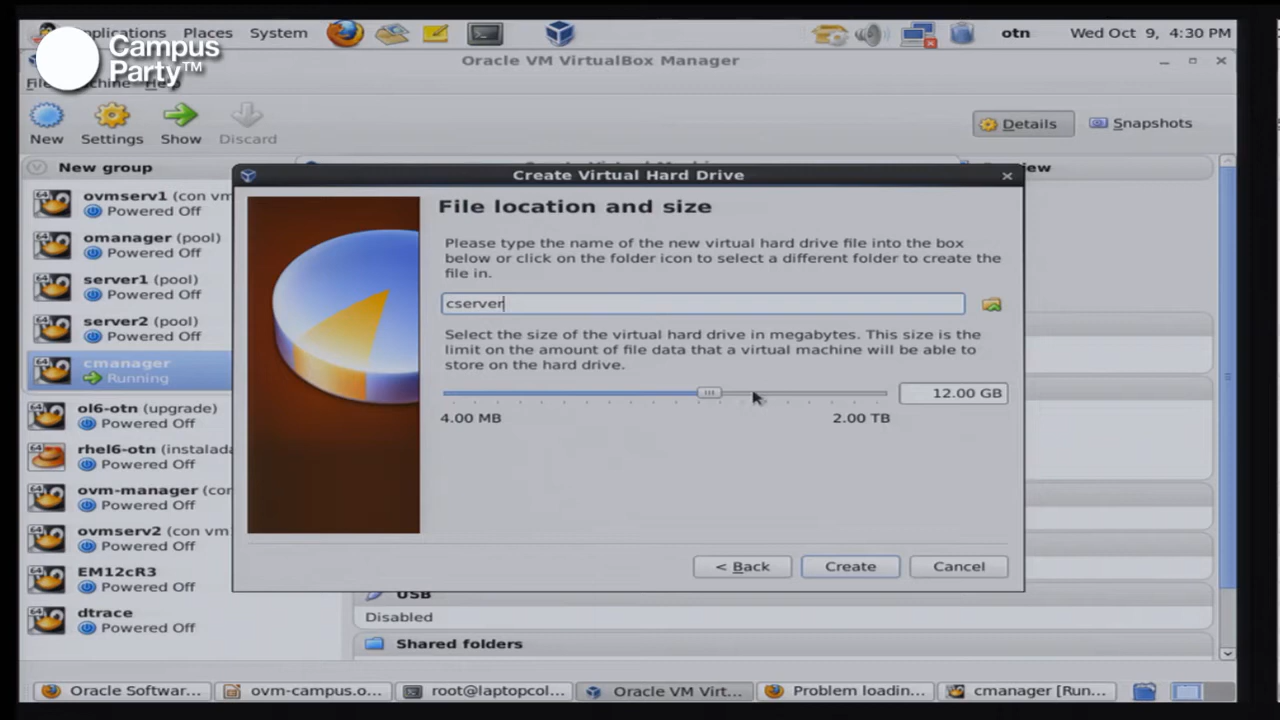 Applications Places System
otn Wed Oct 9, 4:30 PM
Campus
Party™
Oracle VM VirtualBox Manager
File Machine Help
New Settings Show Discard
Details Snapshots
New group
ovmserv1 (con vm
Powered Off
omanager (pool)
Powered Off
server1 (pool)
Powered Off
server2 (pool)
Powered Off
cmanager
Running
ol6-otn (upgrade)
Powered Off
rhel6-otn (instalada
Powered Off
ovm-manager (cor
Powered Off
ovmserv2 (con vm
Powered Off
EM12cR3
Powered Off
dtrace
Powered Off
Create Virtual Hard Drive
File location and size
Please type the name of the new virtual hard drive file into the box
below or click on the folder icon to select a different folder to create the
file in.
cserver
Select the size of the virtual hard drive in megabytes. This size is the
limit on the amount of file data that a virtual machine will be able to
store on the hard drive.
12.00 GB
4.00 MB 2.00 TB
< Back Create Cancel
USB
Disabled
Shared folders
Oracle Softwar... ovm-campus.o... root@laptopcol... Oracle VM Virt... Problem loadin... cmanager [Run...